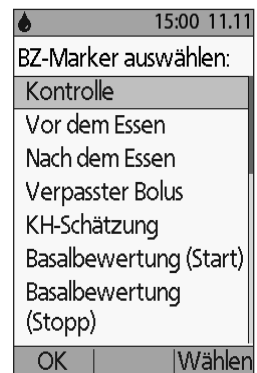 15:00 11.11
BZ-Marker auswählen:
Kontrolle
Vor dem Essen
Nach dem Essen
Verpasster Bolus
KH-Schätzung
Basalbewertung (Start)
Basalbewertung
(Stopp)
OK Wählen